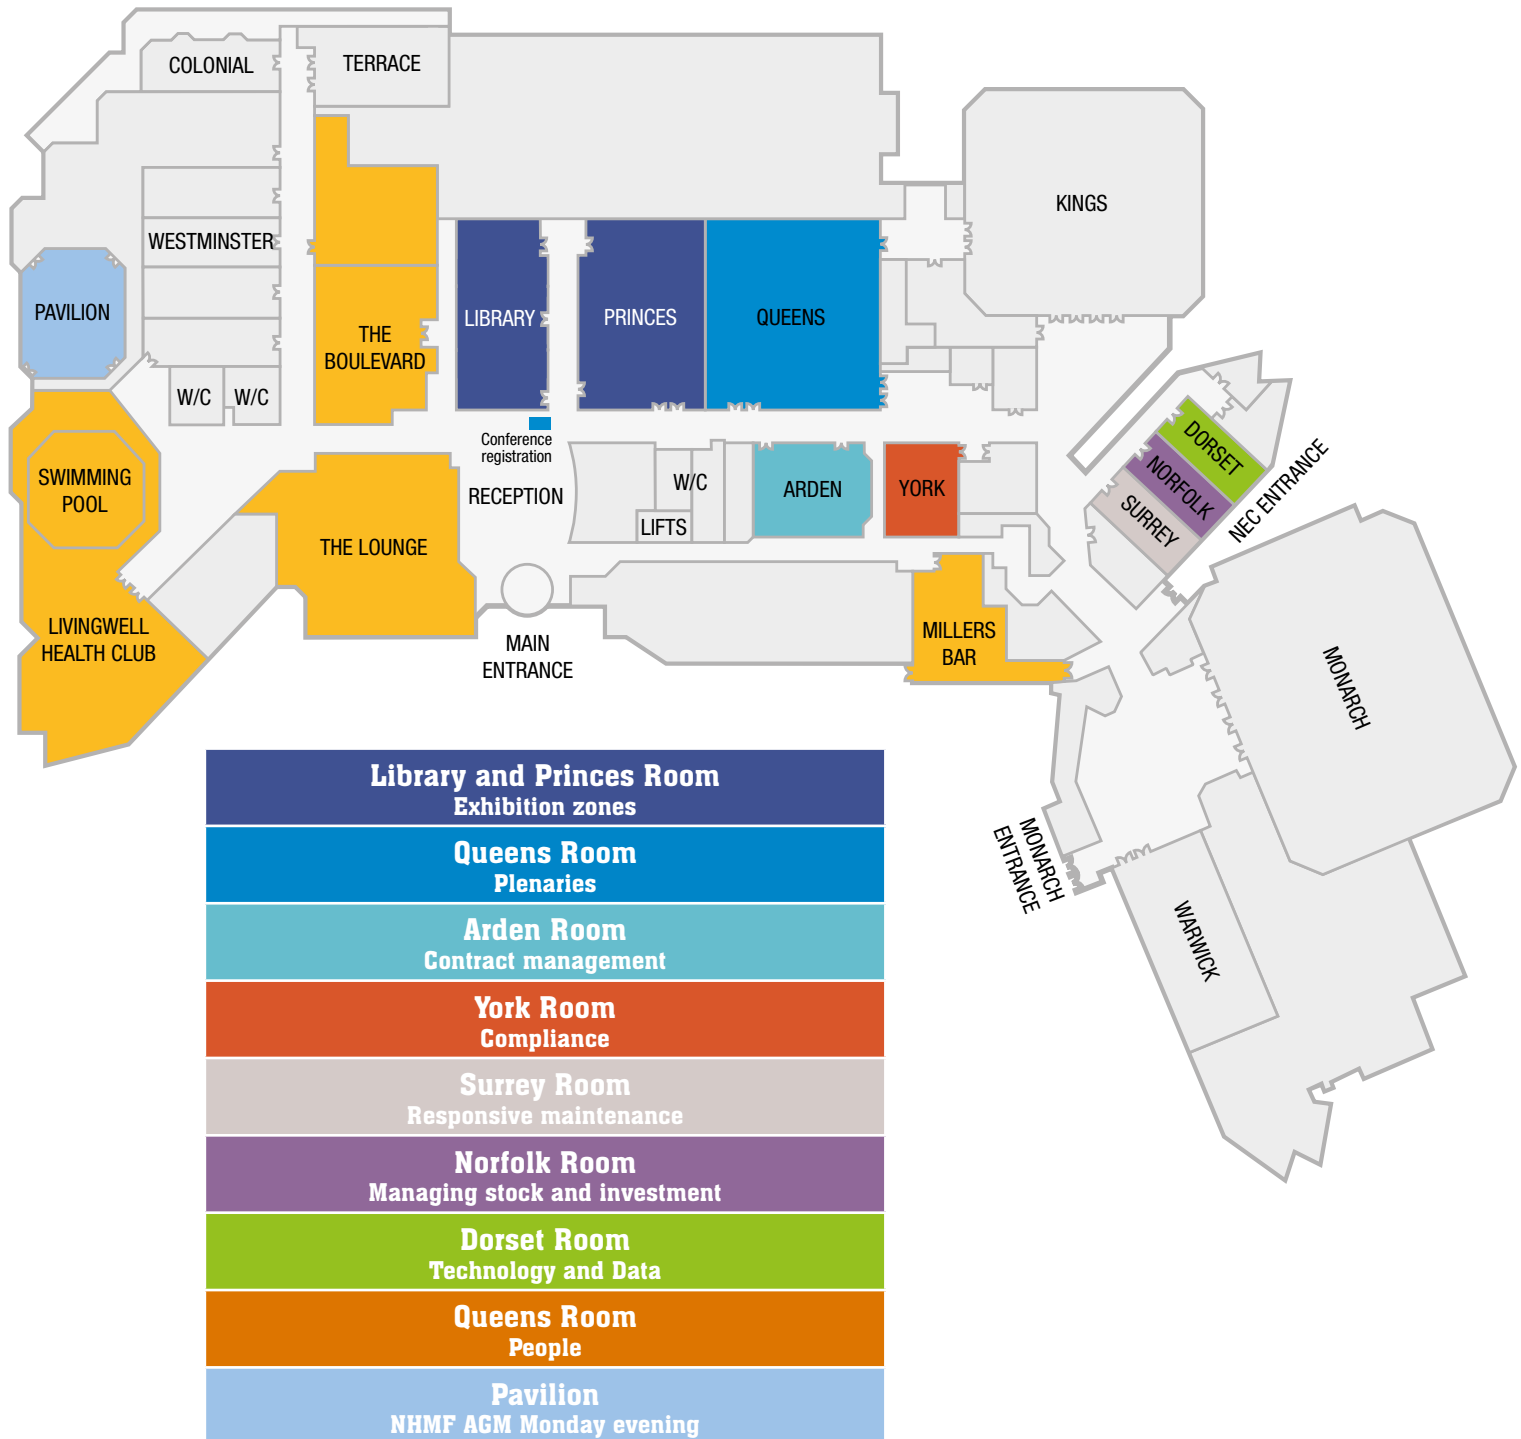 COLONIAL
TERRACE
KINGS
WESTMINSTER
PAVILION
LIBRARY
PRINCES
QUEENS
THE
BOULEVARD
W/C
W/C
Conference
registration
RECEPTION
W/C
LIFTS
ARDEN
YORK
DORSET
NORFOLK
SURREY
NEC ENTRANCE
SWIMMING
POOL
THE LOUNGE
LIVINGWELL
HEALTH CLUB
MAIN
ENTRANCE
MILLERS
BAR
MONARCH
MONARCH
ENTRANCE
WARWICK
Library and Princes Room
Exhibition zones
Queens Room
Plenaries
Arden Room
Contract management
York Room
Compliance
Surrey Room
Responsive maintenance
Norfolk Room
Managing stock and investment
Dorset Room
Technology and Data
Queens Room
People
Pavilion
NHMF AGM Monday evening